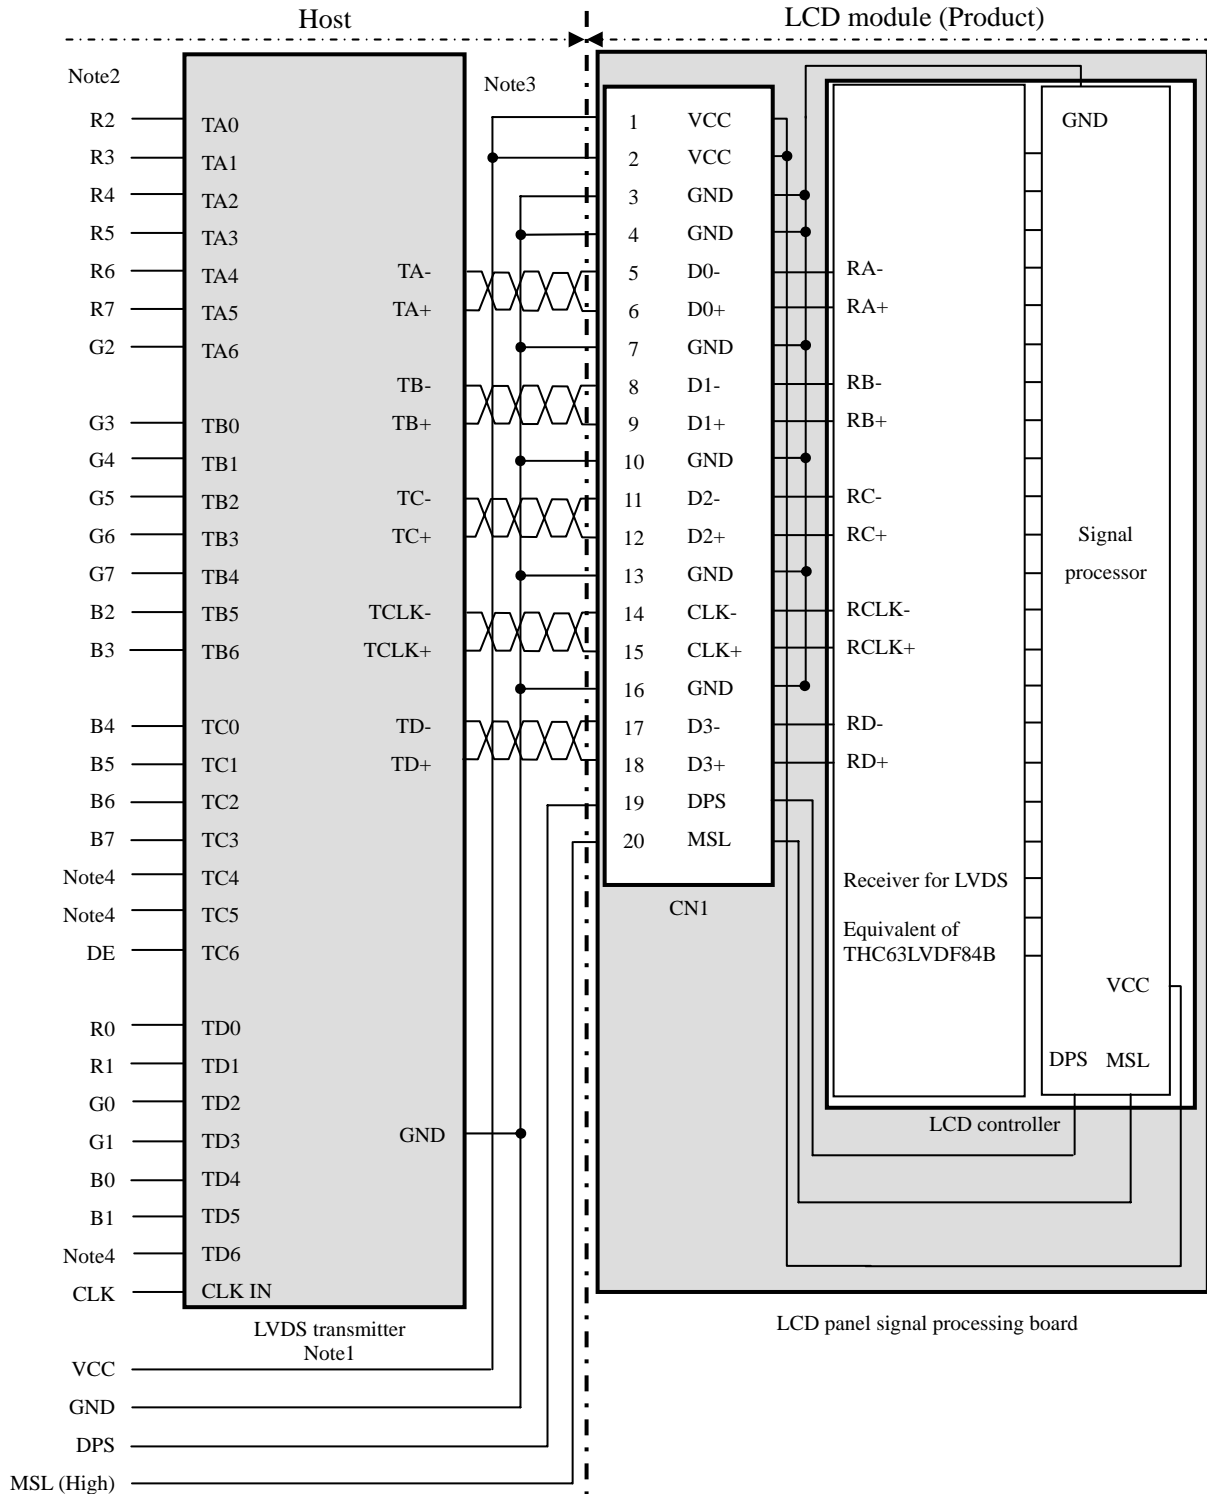 Host
LCD module (Product)
Note2
Note3
R2
R3
R4
R5
R6
R7
G2
G3
G4
G5
G6
G7
B2
B3
B4
B5
B6
B7
Note4
Note4
DE
R0
R1
G0
G1
B0
B1
Note4
CLK
VCC
GND
DPS
MSL (High)
TA0
TA1
TA2
TA3
TA4
TA5
TA6
TB0
TB1
TB2
TB3
TB4
TB5
TB6
TC0
TC1
TC2
TC3
TC4
TC5
TC6
TD0
TD1
TD2
TD3
TD4
TD5
TD6
CLK IN
TA-
TA+
TB-
TB+
TC-
TC+
TCLK-
TCLK+
TD-
TD+
GND
LVDS transmitter
Note1
1 VCC
2 VCC
3 GND
4 GND
5 D0-
6 D0+
7 GND
8 D1-
9 D1+
10 GND
11 D2-
12 D2+
13 GND
14 CLK-
15 CLK+
16 GND
17 D3-
18 D3+
19 DPS
20 MSL
CN1
RA-
RA+
RB-
RB+
RC-
RC+
RCLK-
RCLK+
RD-
RD+
Receiver for LVDS
Equivalent of
THC63LVDF84B
GND
Signal
processor
VCC
DPS MSL
LCD controller
LCD panel signal processing board